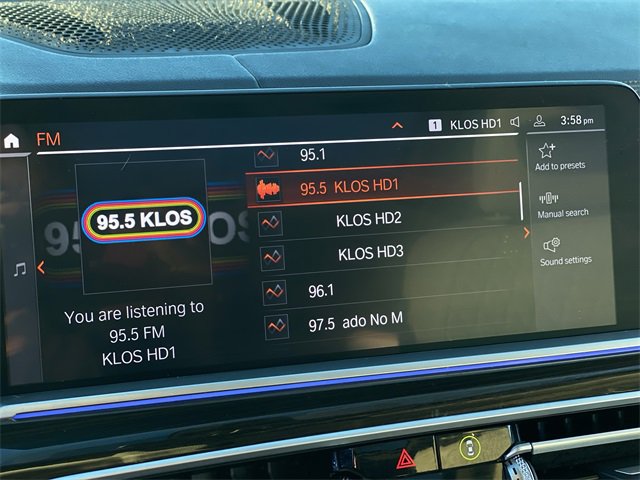 FM
1 KLOS HD1 3:58 pm
95.5 KLOS
You are listening to
95.5 FM
KLOS HD1
95.1
95.5 KLOS HD1
KLOS HD2
KLOS HD3
96.1
97.5 ado No M
Add to presets
Manual search
Sound settings